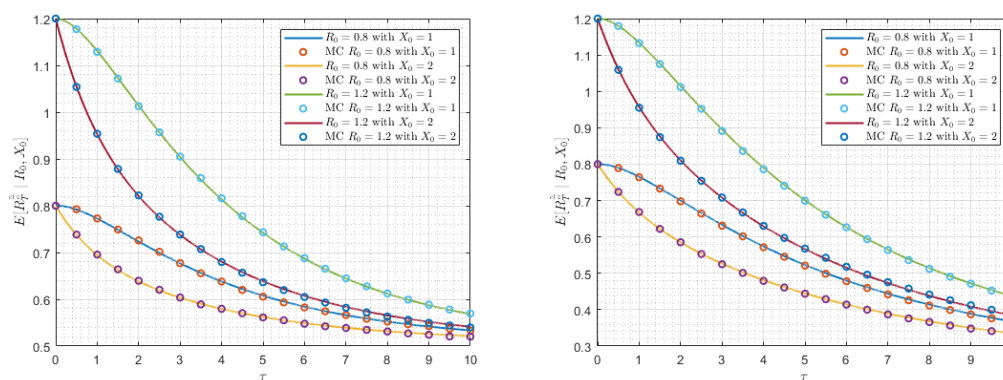 1.2
1.1
1
0.9
0.8
0.7
0.6
0.5
0 1 2 3 4 5 6 7 8 9 10
τ
R₀ = 0.8 with X₀ = 1
MC R₀ = 0.8 with X₀ = 1
R₀ = 0.8 with X₀ = 2
MC R₀ = 0.8 with X₀ = 2
R₀ = 1.2 with X₀ = 1
MC R₀ = 1.2 with X₀ = 1
R₀ = 1.2 with X₀ = 2
MC R₀ = 1.2 with X₀ = 2
1.2
1.1
1
0.9
0.8
0.7
0.6
0.5
0.4
0.3
0 1 2 3 4 5 6 7 8 9
τ
R₀ = 0.8 with X₀ = 1
MC R₀ = 0.8 with X₀ = 1
R₀ = 0.8 with X₀ = 2
MC R₀ = 0.8 with X₀ = 2
R₀ = 1.2 with X₀ = 1
MC R₀ = 1.2 with X₀ = 1
R₀ = 1.2 with X₀ = 2
MC R₀ = 1.2 with X₀ = 2